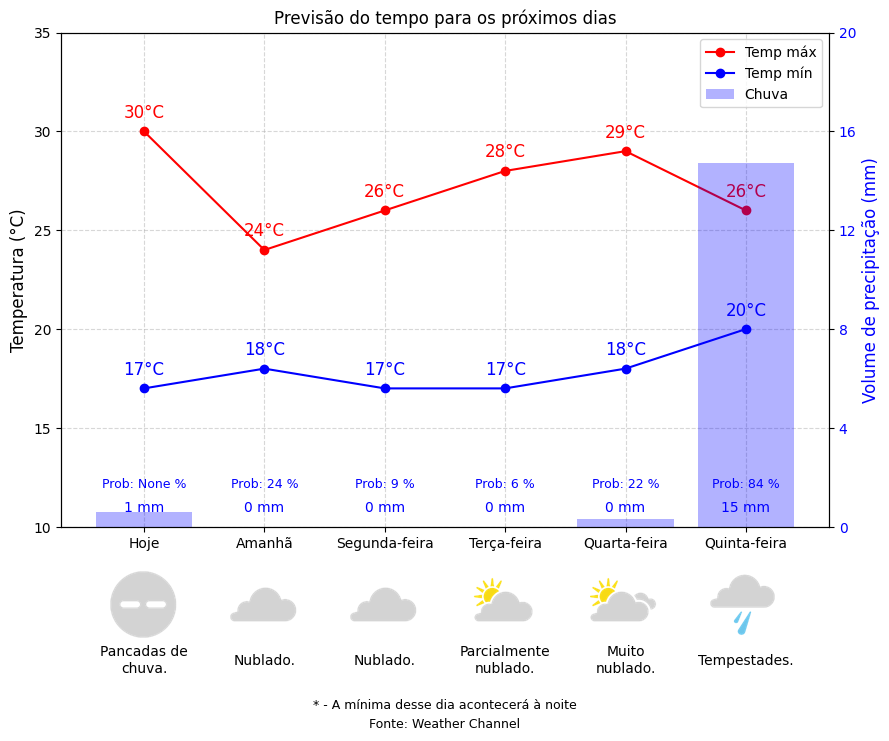 Previsão do tempo para os próximos dias
35
30
25
20
15
10
Temperatura (°C)
20
16
12
8
4
0
Volume de precipitação (mm)
Temp máx
Temp mín
Chuva
30°C
24°C
26°C
28°C
29°C
26°C
17°C
18°C
17°C
17°C
18°C
20°C
Prob: None %
Prob: 24 %
Prob: 9 %
Prob: 6 %
Prob: 22 %
Prob: 84 %
1 mm
0 mm
0 mm
0 mm
0 mm
15 mm
Hoje
Amanhã
Segunda-feira
Terça-feira
Quarta-feira
Quinta-feira
Pancadas de
chuva.
Nublado.
Nublado.
Parcialmente
nublado.
Muito
nublado.
Tempestades.
* - A mínima desse dia acontecerá à noite
Fonte: Weather Channel